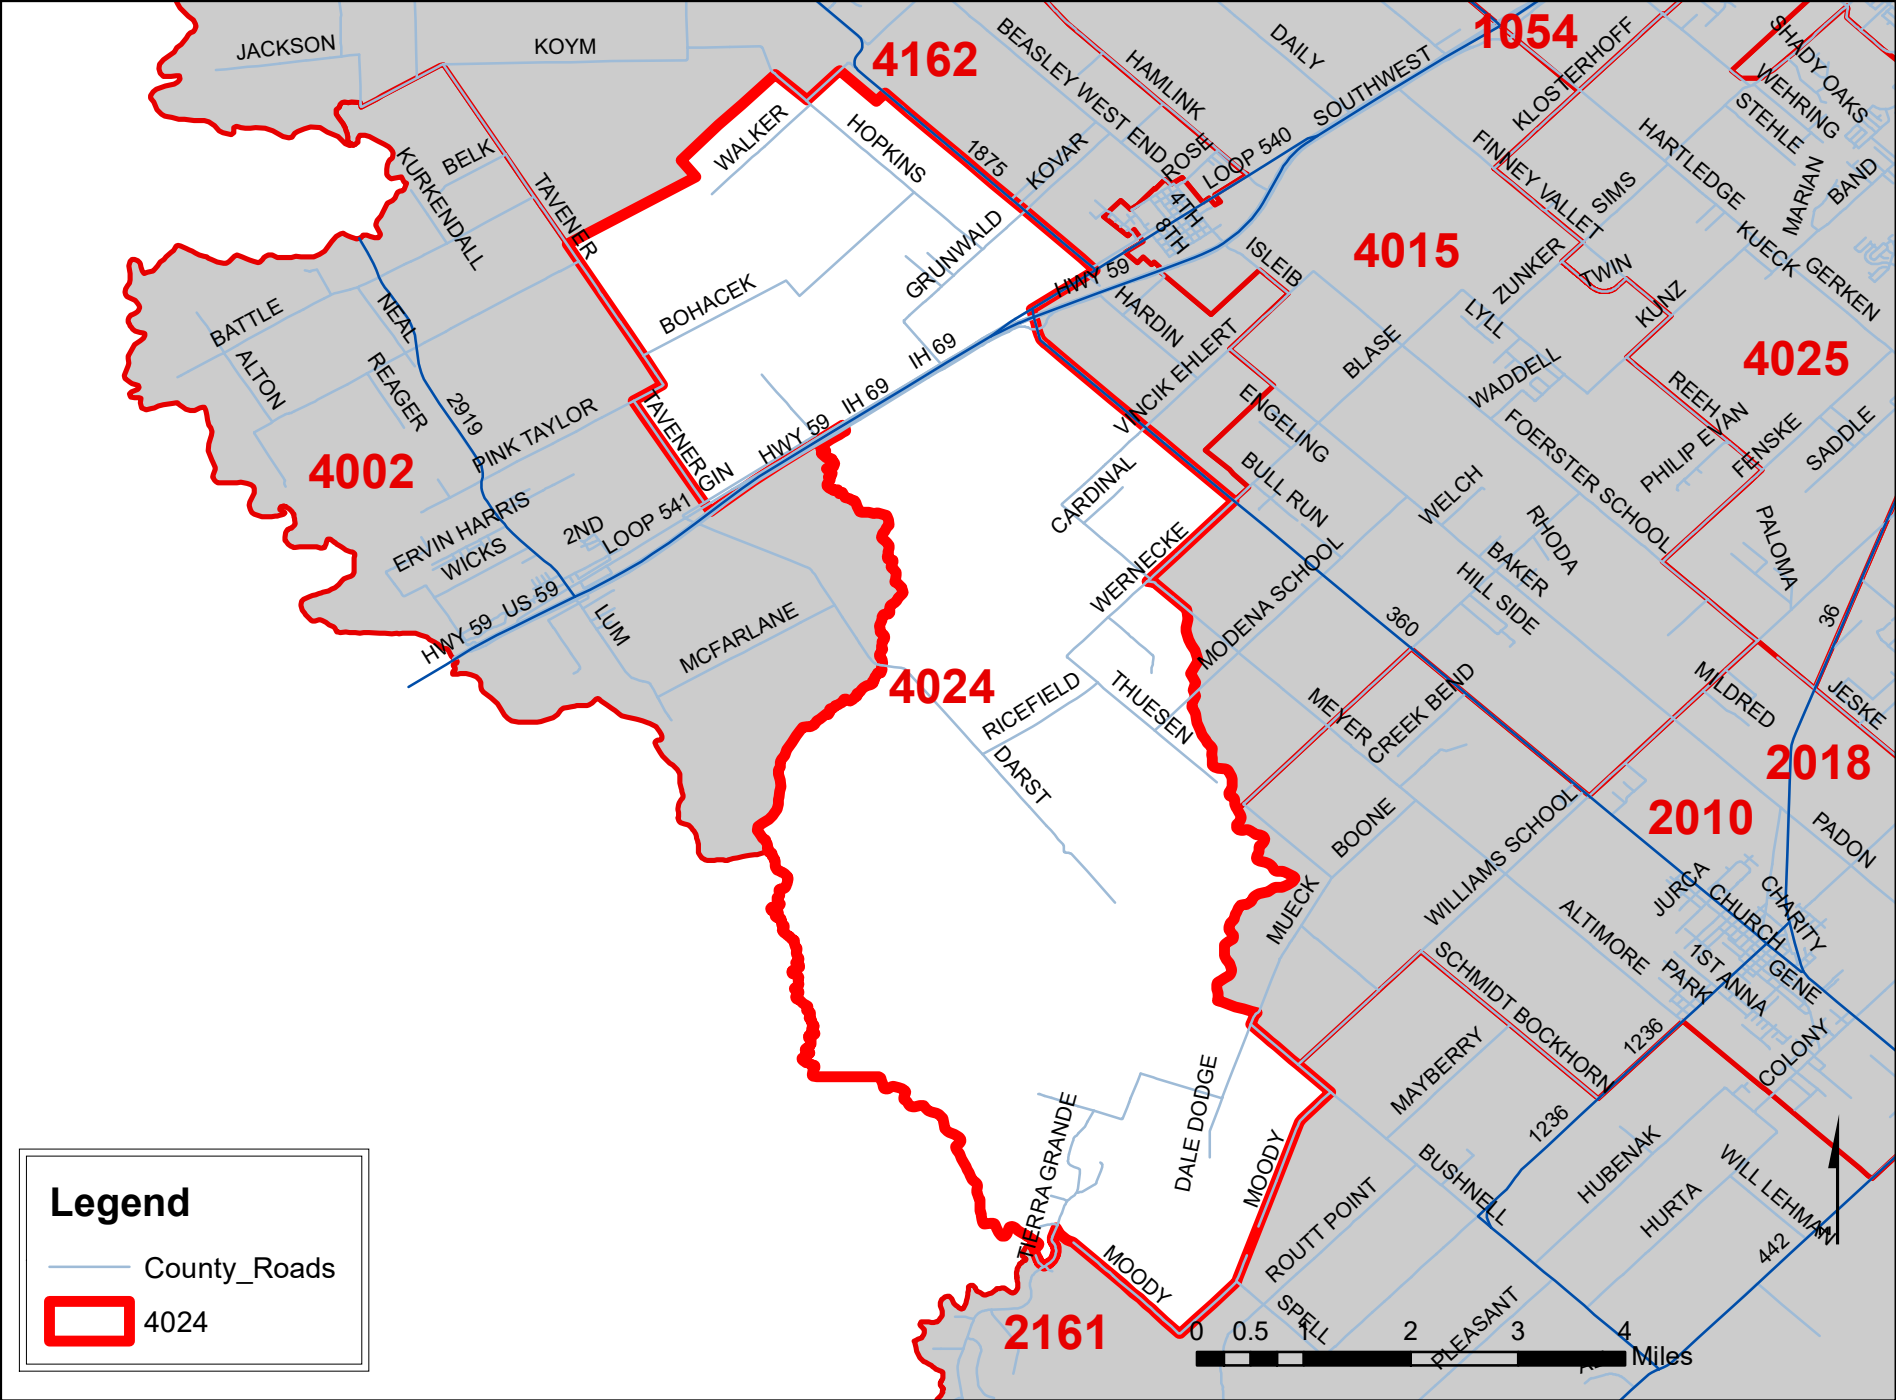 JACKSON
KOYM
4162
BEASLEY WEST END
HAMLINK
DAILY
SOUTHWEST
1054
KLOSTERHOFF
SHADY OAKS
WEHRING
STEHLE
MARIAN
BAND
HARTLEDGE
FINNEY VALLET
SIMS
KUECK
GERKEN
BELK
KURKENDALL
TAVENER
WALKER
HOPKINS
1875
KOVAR
ROSE
LOOP 540
4TH
8TH
ISLEIB
4015
ZUNKER
TWIN
KUNZ
LYLL
4025
BATTLE
ALTON
NEAL
REAGER
2919
BOHACEK
GRUNWALD
HWY 59
HARDIN
VINCIK EHLERT
BLASE
WADDELL
REEH
PHILIP EVAN
FENSKE
SADDLE
IH 69
IH 69
HWY 59
TAVENER
GIN
PINK TAYLOR
4002
ERVIN HARRIS
WICKS
2ND
LOOP 541
US 59
HWY 59
LUM
MCFARLANE
ENGELING
BULL RUN
FOERSTER SCHOOL
WELCH
RHODA
BAKER
HILL SIDE
PALOMA
CARDINAL
WERNECKE
MODENA SCHOOL
360
36
4024
RICEFIELD
THUESEN
DARST
MEYER
CREEK BEND
MILDRED
JESKE
2018
2010
PADON
BOONE
WILLIAMS SCHOOL
MUECK
JURCA
CHURCH
CHARITY
ALTIMORE
1ST
ANNA
PARK
GENE
COLONY
SCHMIDT BOCKHORN
1236
1236
MAYBERRY
DALE DODGE
TIERRA GRANDE
MOODY
MOODY
BUSHNELL
HUBENAK
HURTA
WILL LEHMAN
442
ROUTT POINT
SPELL
PLEASANT
2161
Legend
County_Roads
4024
0 0.5 1 2 3 4
Miles